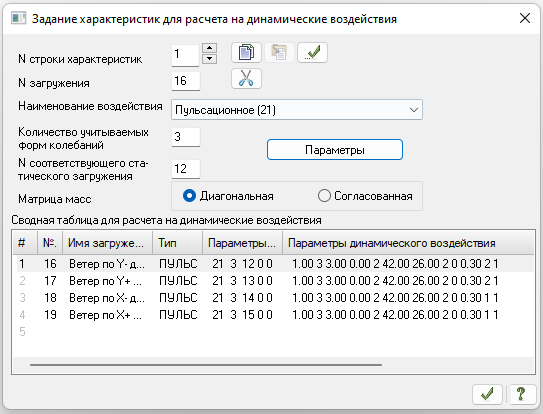 Задание характеристик для расчета на динамические воздействия
N строки характеристик 1
N загружения 16
Наименование воздействия Пульсационное (21)
Количество учитываемых
форм колебаний 3
Параметры
N соответствующего ста-
тического загружения 12
Матрица масс Диагональная Согласованная
Сводная таблица для расчета на динамические воздействия
# №. Имя загруже... Тип Параметры... Параметры динамического воздействия
1 16 Ветер по Y- д... ПУЛЬС 21 3 12 0 0 1.00 3 3.00 0.00 2 42.00 26.00 2 0 0.30 2 1
2 17 Ветер по Y+ ... ПУЛЬС 21 3 13 0 0 1.00 3 3.00 0.00 2 42.00 26.00 2 0 0.30 2 1
3 18 Ветер по X- д... ПУЛЬС 21 3 14 0 0 1.00 3 3.00 0.00 2 42.00 26.00 2 0 0.30 1 1
4 19 Ветер по X+ ... ПУЛЬС 21 3 15 0 0 1.00 3 3.00 0.00 2 42.00 26.00 2 0 0.30 1 1
5
?